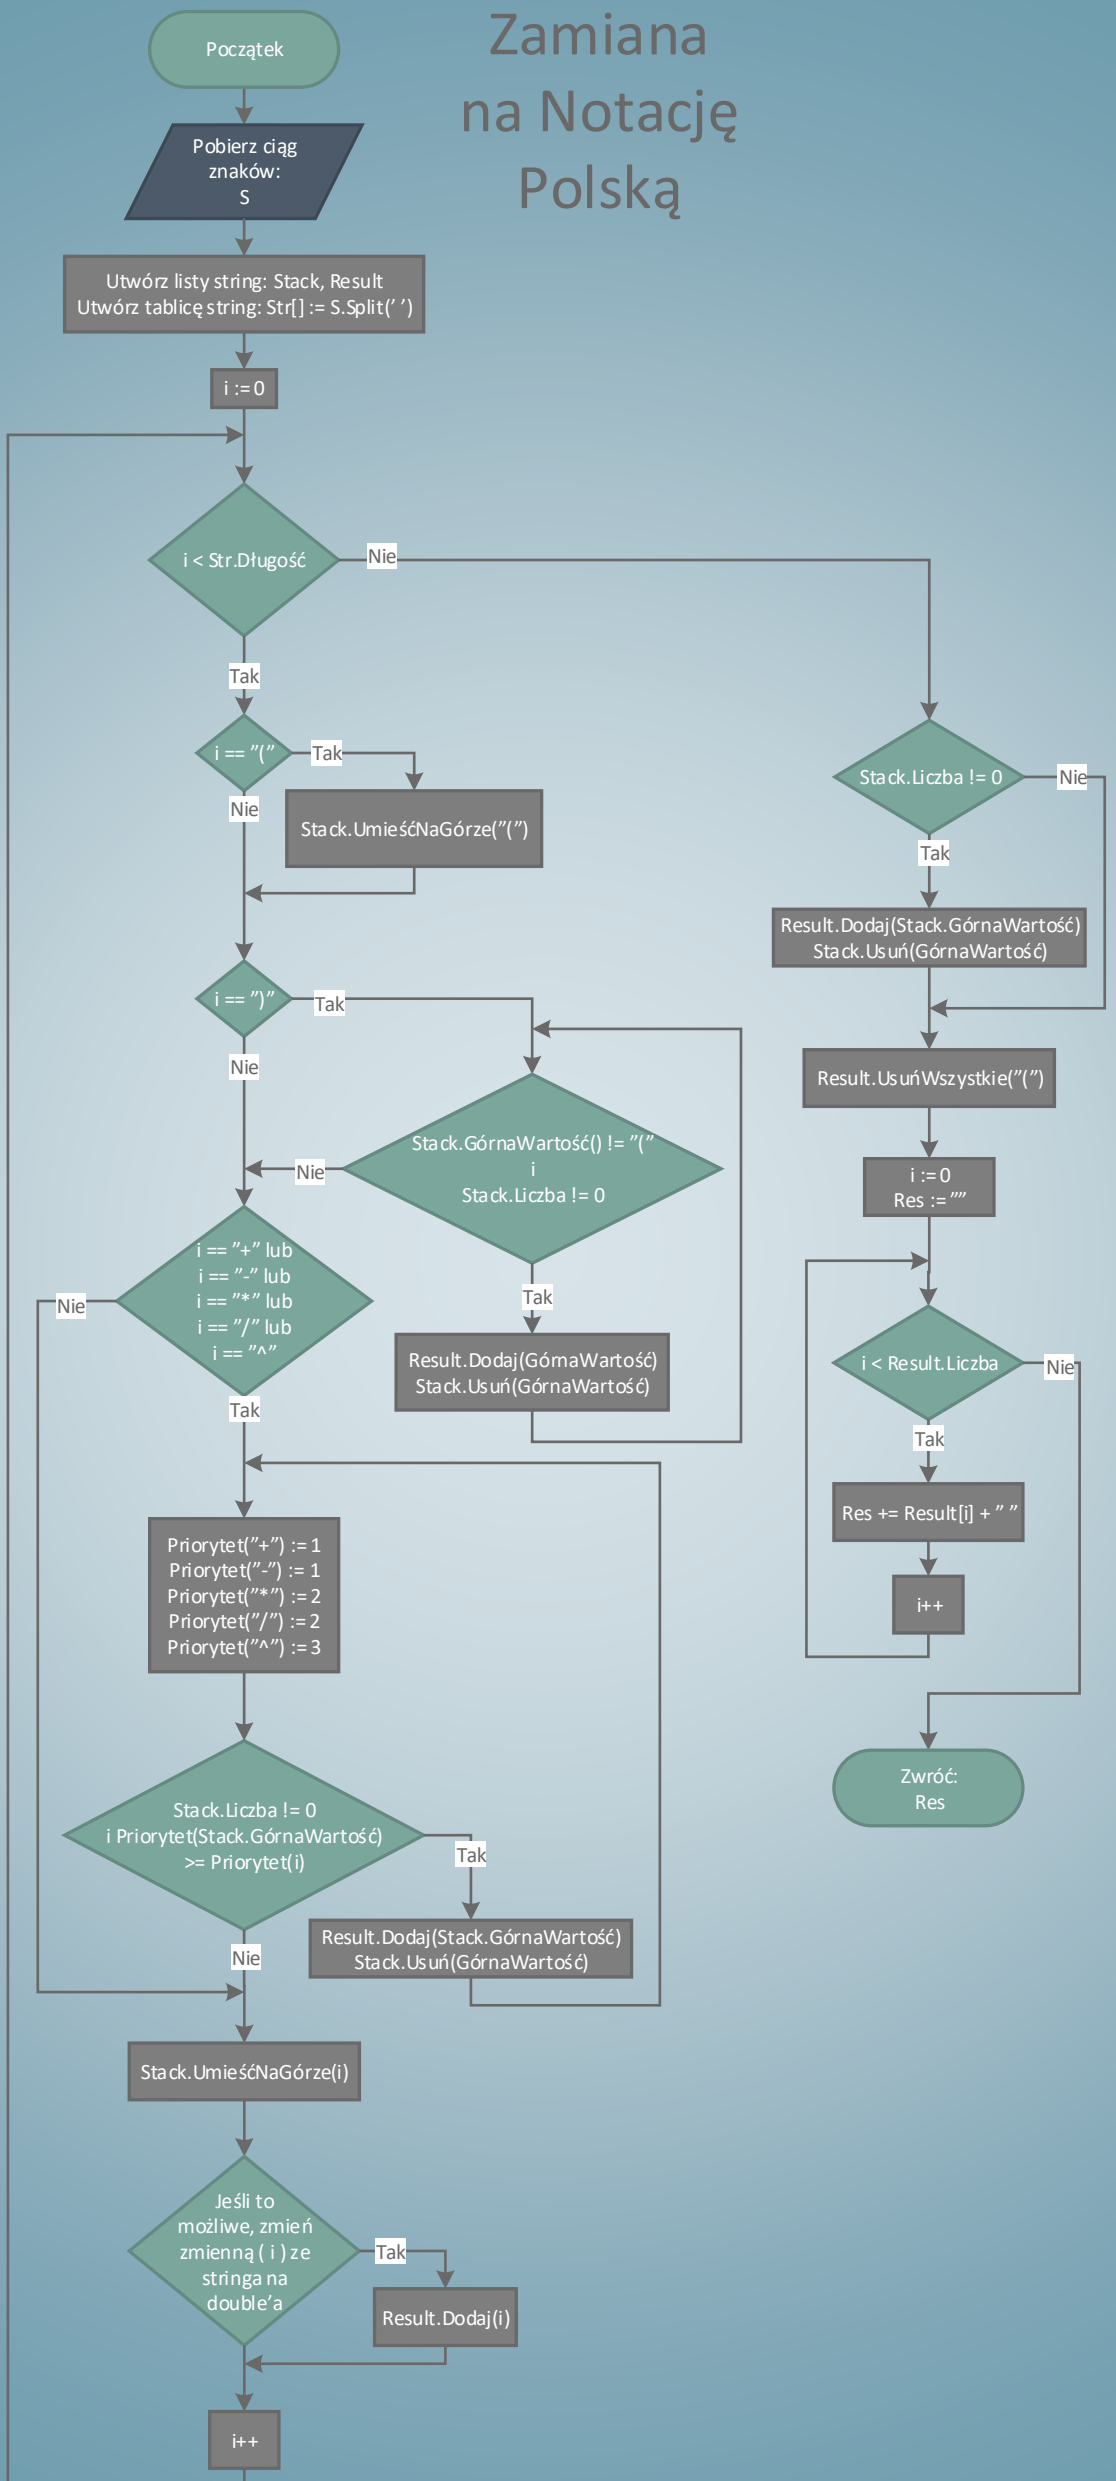 Zamiana
na Notację
Polską
Początek
Pobierz ciąg
znaków:
S
Utwórz listy string: Stack, Result
Utwórz tablicę string: Str[] := S.Split(’ ’)
i := 0
i < Str.Długość
Nie
Tak
i == ”(”
Tak
Nie
Stack.UmieśćNaGórze(”(”)
i == ”)”
Tak
Nie
Stack.GórnaWartość() != ”(”
i
Stack.Liczba != 0
Nie
Tak
Result.Dodaj(GórnaWartość)
Stack.Usuń(GórnaWartość)
i == ”+” lub
i == ”-” lub
i == ”*” lub
i == ”/” lub
i == ”^”
Nie
Tak
Priorytet(”+”) := 1
Priorytet(”-”) := 1
Priorytet(”*”) := 2
Priorytet(”/”) := 2
Priorytet(”^”) := 3
Stack.Liczba != 0
i Priorytet(Stack.GórnaWartość)
>= Priorytet(i)
Tak
Nie
Result.Dodaj(Stack.GórnaWartość)
Stack.Usuń(GórnaWartość)
Stack.UmieśćNaGórze(i)
Jeśli to
możliwe, zmień
zmienną ( i ) ze
stringa na
double’a
Tak
Result.Dodaj(i)
i++
Stack.Liczba != 0
Nie
Tak
Result.Dodaj(Stack.GórnaWartość)
Stack.Usuń(GórnaWartość)
Result.UsuńWszystkie(”(”)
i := 0
Res := ””
i < Result.Liczba
Nie
Tak
Res += Result[i] + ” ”
i++
Zwróć:
Res